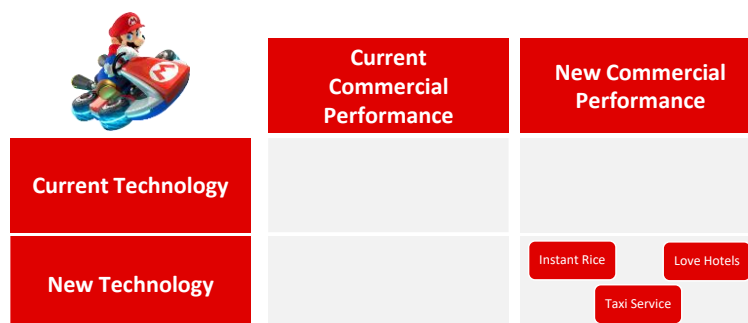 Current
Commercial
Performance
New Commercial
Performance
Current Technology
New Technology
Instant Rice
Love Hotels
Taxi Service